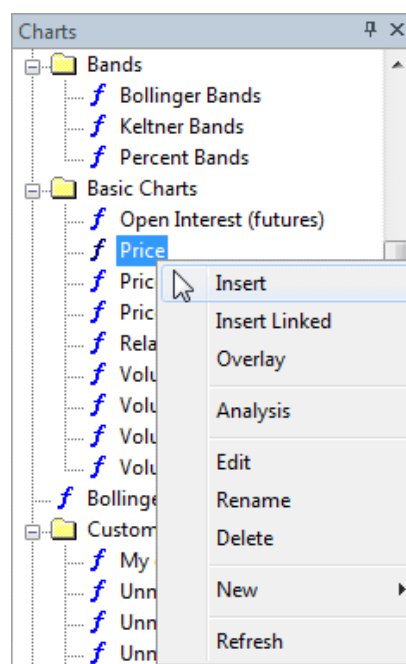 Charts
Bands
Bollinger Bands
Keltner Bands
Percent Bands
Basic Charts
Open Interest (futures)
Price
Insert
Insert Linked
Overlay
Analysis
Edit
Rename
Delete
New
Refresh
My